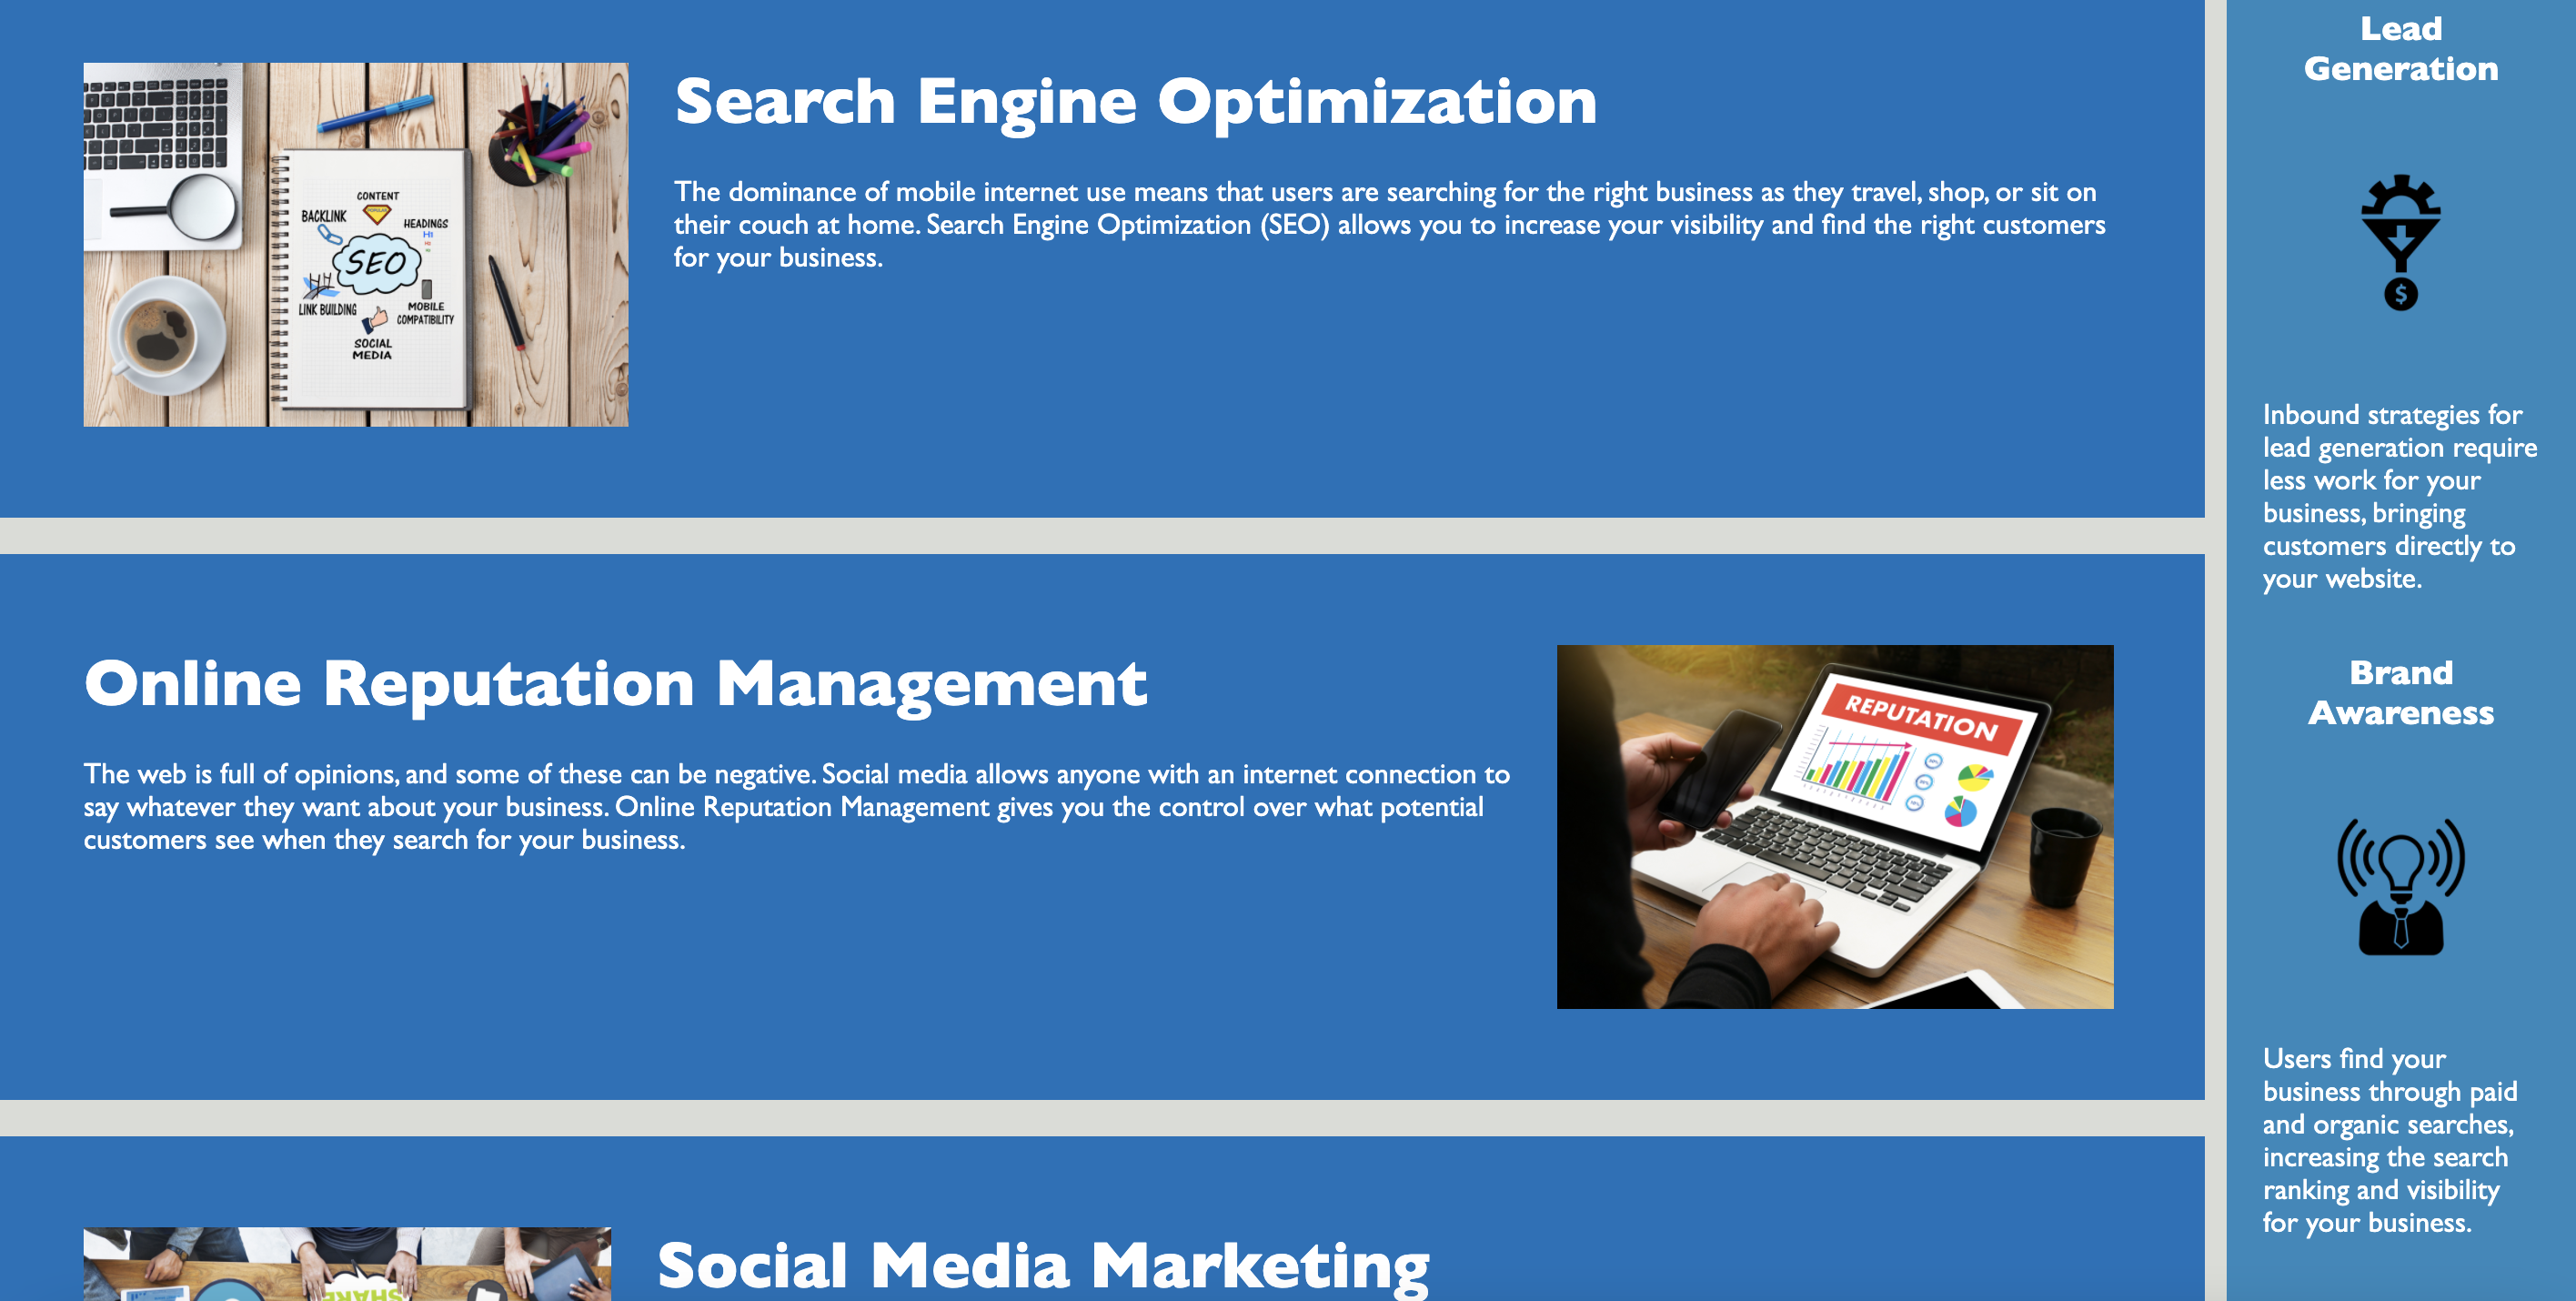 Search Engine Optimization
The dominance of mobile internet use means that users are searching for the right business as they travel, shop, or sit on
their couch at home. Search Engine Optimization (SEO) allows you to increase your visibility and find the right customers
for your business.
CONTENT
BACKLINK
HEADINGS
H1
SEO
LINK BUILDING
MOBILE
COMPATIBILITY
SOCIAL
MEDIA
Online Reputation Management
The web is full of opinions, and some of these can be negative. Social media allows anyone with an internet connection to
say whatever they want about your business. Online Reputation Management gives you the control over what potential
customers see when they search for your business.
REPUTATION
Social Media Marketing
SHARE
Lead
Generation
$
Inbound strategies for
lead generation require
less work for your
business, bringing
customers directly to
your website.
Brand
Awareness
Users find your
business through paid
and organic searches,
increasing the search
ranking and visibility
for your business.